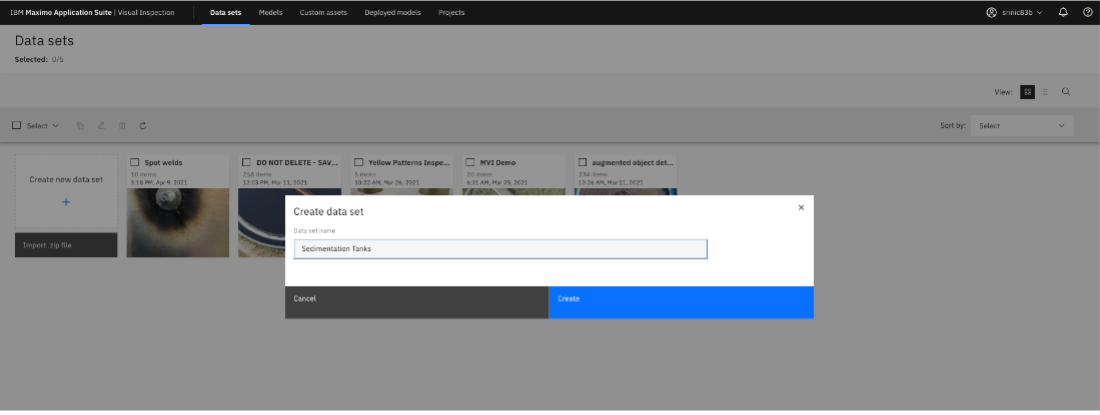 IBM Maximo Application Suite | Visual Inspection
Data sets
Models
Custom assets
Deployed models
Projects
srinic83b
Data sets
Selected: 0/5
View:
Select
Sort by:
Select
Create new data set
+
Import .zip file
Spot welds
10 items
3:18 PM, Apr 9, 2021
DO NOT DELETE - SAV...
258 items
12:03 PM, Mar 11, 2021
Yellow Patterns Inspe...
5 items
10:22 AM, Mar 26, 2021
MVI Demo
20 items
6:31 AM, Mar 25, 2021
augmented object det...
234 items
Mar 11, 2021
Create data set
Data set name
Sedimentation Tanks
Cancel
Create